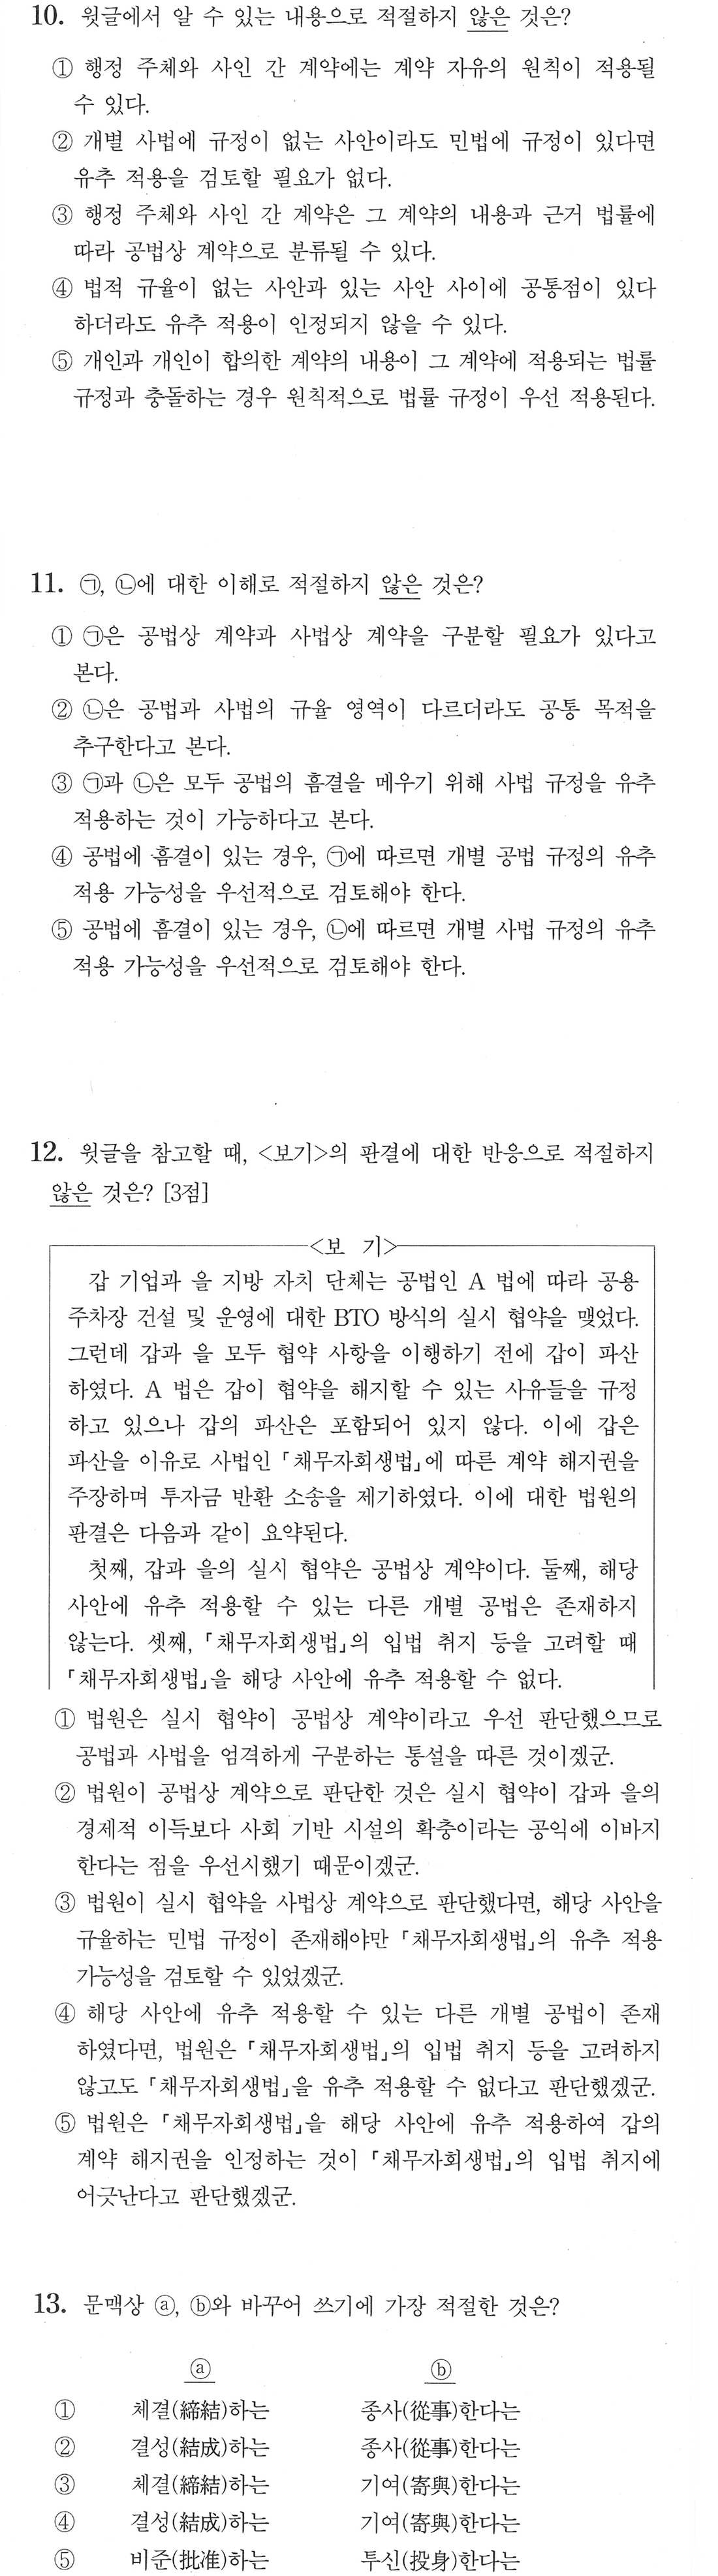 10. 윗글에서 알 수 있는 내용으로 적절하지 않은 것은?
① 행정 주체와 사인 간 계약에는 계약 자유의 원칙이 적용될
수 있다.
② 개별 사법에 규정이 없는 사안이라도 민법에 규정이 있다면
유추 적용을 검토할 필요가 없다.
③ 행정 주체와 사인 간 계약은 그 계약의 내용과 근거 법률에
따라 공법상 계약으로 분류될 수 있다.
④ 법적 규율이 없는 사안과 있는 사안 사이에 공통점이 있다
하더라도 유추 적용이 인정되지 않을 수 있다.
⑤ 개인과 개인이 합의한 계약의 내용이 그 계약에 적용되는 법률
규정과 충돌하는 경우 원칙적으로 법률 규정이 우선 적용된다.
11. ㉠, ㉡에 대한 이해로 적절하지 않은 것은?
① ㉠은 공법상 계약과 사법상 계약을 구분할 필요가 있다고
본다.
② ㉡은 공법과 사법의 규율 영역이 다르더라도 공통 목적을
추구한다고 본다.
③ ㉠과 ㉡은 모두 공법의 흠결을 메우기 위해 사법 규정을 유추
적용하는 것이 가능하다고 본다.
④ 공법에 흠결이 있는 경우, ㉠에 따르면 개별 공법 규정의 유추
적용 가능성을 우선적으로 검토해야 한다.
⑤ 공법에 흠결이 있는 경우, ㉡에 따르면 개별 사법 규정의 유추
적용 가능성을 우선적으로 검토해야 한다.
12. 윗글을 참고할 때, <보기>의 판결에 대한 반응으로 적절하지
않은 것은? [3점]
<보 기>
갑 기업과 을 지방 자치 단체는 공법인 A 법에 따라 공용
주차장 건설 및 운영에 대한 BTO 방식의 실시 협약을 맺었다.
그런데 갑과 을 모두 협약 사항을 이행하기 전에 갑이 파산
하였다. A 법은 갑이 협약을 해지할 수 있는 사유들을 규정
하고 있으나 갑의 파산은 포함되어 있지 않다. 이에 갑은
파산을 이유로 사법인 「채무자회생법」에 따른 계약 해지권을
주장하며 투자금 반환 소송을 제기하였다. 이에 대한 법원의
판결은 다음과 같이 요약된다.
첫째, 갑과 을의 실시 협약은 공법상 계약이다. 둘째, 해당
사안에 유추 적용할 수 있는 다른 개별 공법은 존재하지
않는다. 셋째, 「채무자회생법」의 입법 취지 등을 고려할 때
「채무자회생법」을 해당 사안에 유추 적용할 수 없다.
① 법원은 실시 협약이 공법상 계약이라고 우선 판단했으므로
공법과 사법을 엄격하게 구분하는 통설을 따른 것이겠군.
② 법원이 공법상 계약으로 판단한 것은 실시 협약이 갑과 을의
경제적 이득보다 사회 기반 시설의 확충이라는 공익에 이바지
한다는 점을 우선시했기 때문이겠군.
③ 법원이 실시 협약을 사법상 계약으로 판단했다면, 해당 사안을
규율하는 민법 규정이 존재해야만 「채무자회생법」의 유추 적용
가능성을 검토할 수 있었겠군.
④ 해당 사안에 유추 적용할 수 있는 다른 개별 공법이 존재
하였다면, 법원은 「채무자회생법」의 입법 취지 등을 고려하지
않고도 「채무자회생법」을 유추 적용할 수 없다고 판단했겠군.
⑤ 법원은 「채무자회생법」을 해당 사안에 유추 적용하여 갑의
계약 해지권을 인정하는 것이 「채무자회생법」의 입법 취지에
어긋난다고 판단했겠군.
13. 문맥상 ⓐ, ⓑ와 바꾸어 쓰기에 가장 적절한 것은?
ⓐ ⓑ
① 체결(締結)하는 종사(從事)한다는
② 결성(結成)하는 종사(從事)한다는
③ 체결(締結)하는 기여(寄與)한다는
④ 결성(結成)하는 기여(寄與)한다는
⑤ 비준(批准)하는 투신(投身)한다는